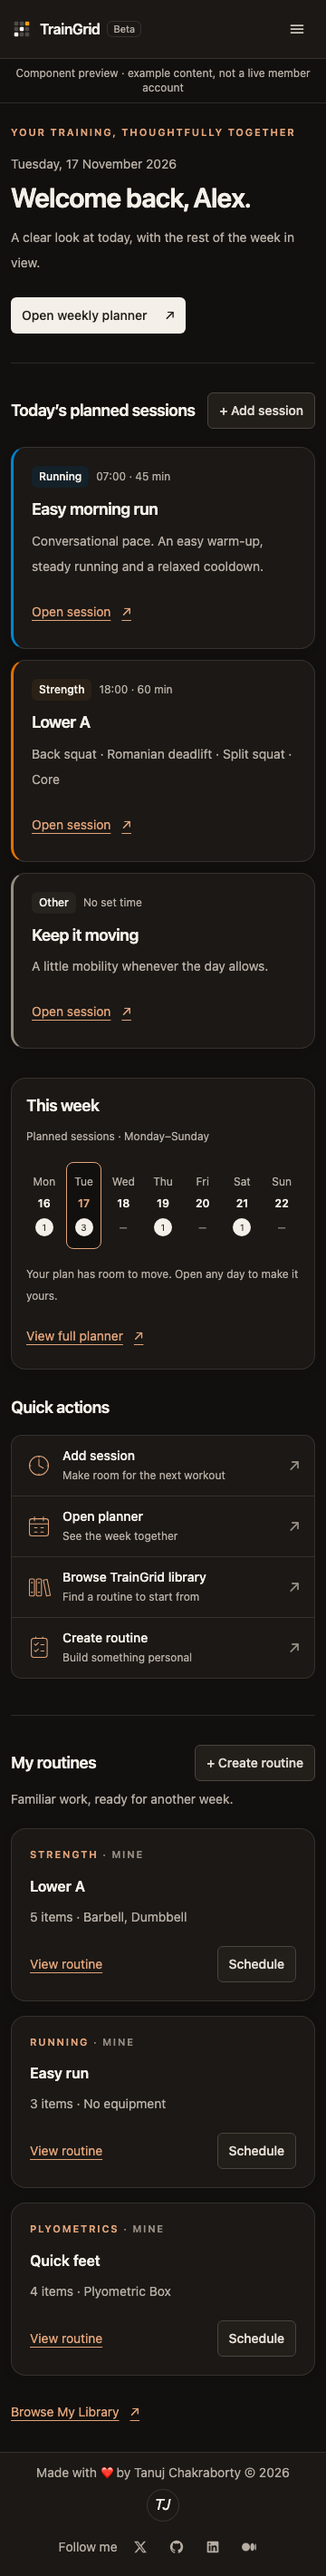 TrainGrid Beta
Component preview · example content, not a live member
account
YOUR TRAINING, THOUGHTFULLY TOGETHER
Tuesday, 17 November 2026
Welcome back, Alex.
A clear look at today, with the rest of the week in
view.
Open weekly planner ↗
Today's planned sessions + Add session
Running 07:00 · 45 min
Easy morning run
Conversational pace. An easy warm-up,
steady running and a relaxed cooldown.
Open session ↗
Strength 18:00 · 60 min
Lower A
Back squat · Romanian deadlift · Split squat ·
Core
Open session ↗
Other No set time
Keep it moving
A little mobility whenever the day allows.
Open session ↗
This week
Planned sessions · Monday–Sunday
Mon Tue Wed Thu Fri Sat Sun
16 17 18 19 20 21 22
1 3 – 1 – 1 –
Your plan has room to move. Open any day to make it
yours.
View full planner ↗
Quick actions
Add session ↗
Make room for the next workout
Open planner ↗
See the week together
Browse TrainGrid library ↗
Find a routine to start from
Create routine ↗
Build something personal
My routines + Create routine
Familiar work, ready for another week.
STRENGTH · MINE
Lower A
5 items · Barbell, Dumbbell
View routine Schedule
RUNNING · MINE
Easy run
3 items · No equipment
View routine Schedule
PLYOMETRICS · MINE
Quick feet
4 items · Plyometric Box
View routine Schedule
Browse My Library ↗
Made with ❤️ by Tanuj Chakraborty © 2026
TJ
Follow me